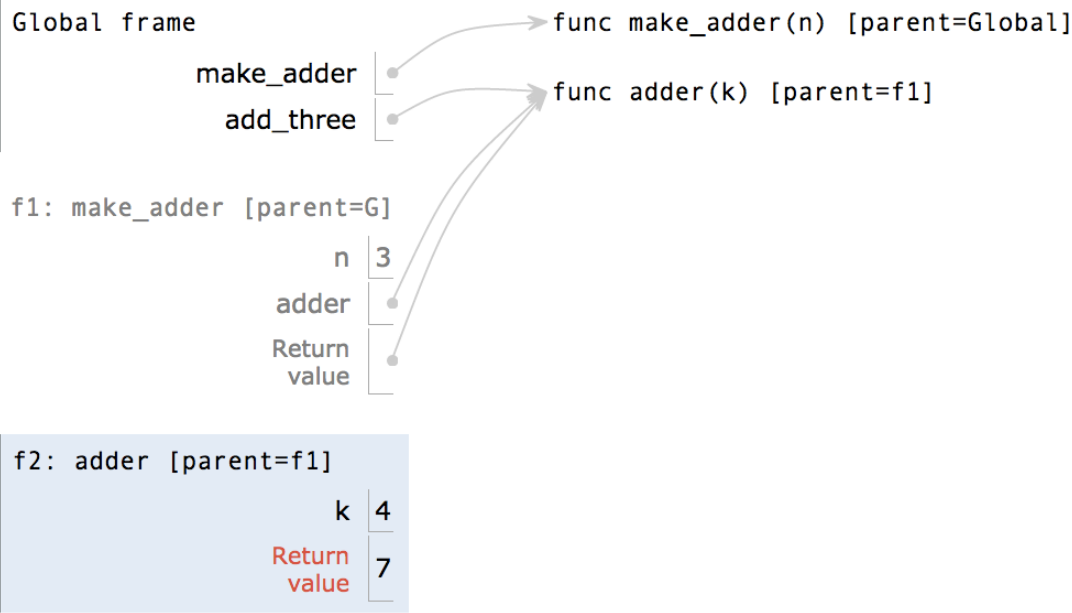 Global frame
func make_adder(n) [parent=Global]
make_adder
func adder(k) [parent=f1]
add_three
f1: make_adder [parent=G]
n 3
adder
Return
value
f2: adder [parent=f1]
k 4
Return
value 7